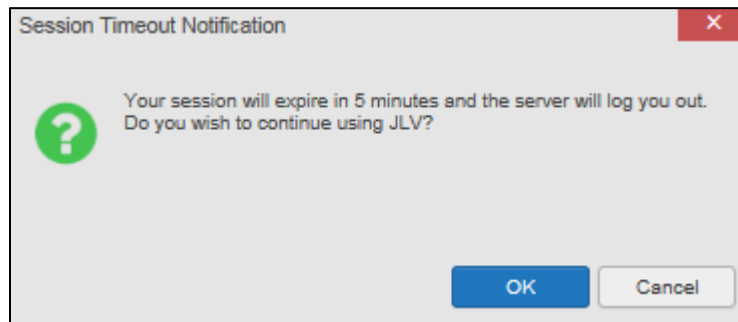 Session Timeout Notification
Your session will expire in 5 minutes and the server will log you out.
Do you wish to continue using JLV?
OK Cancel